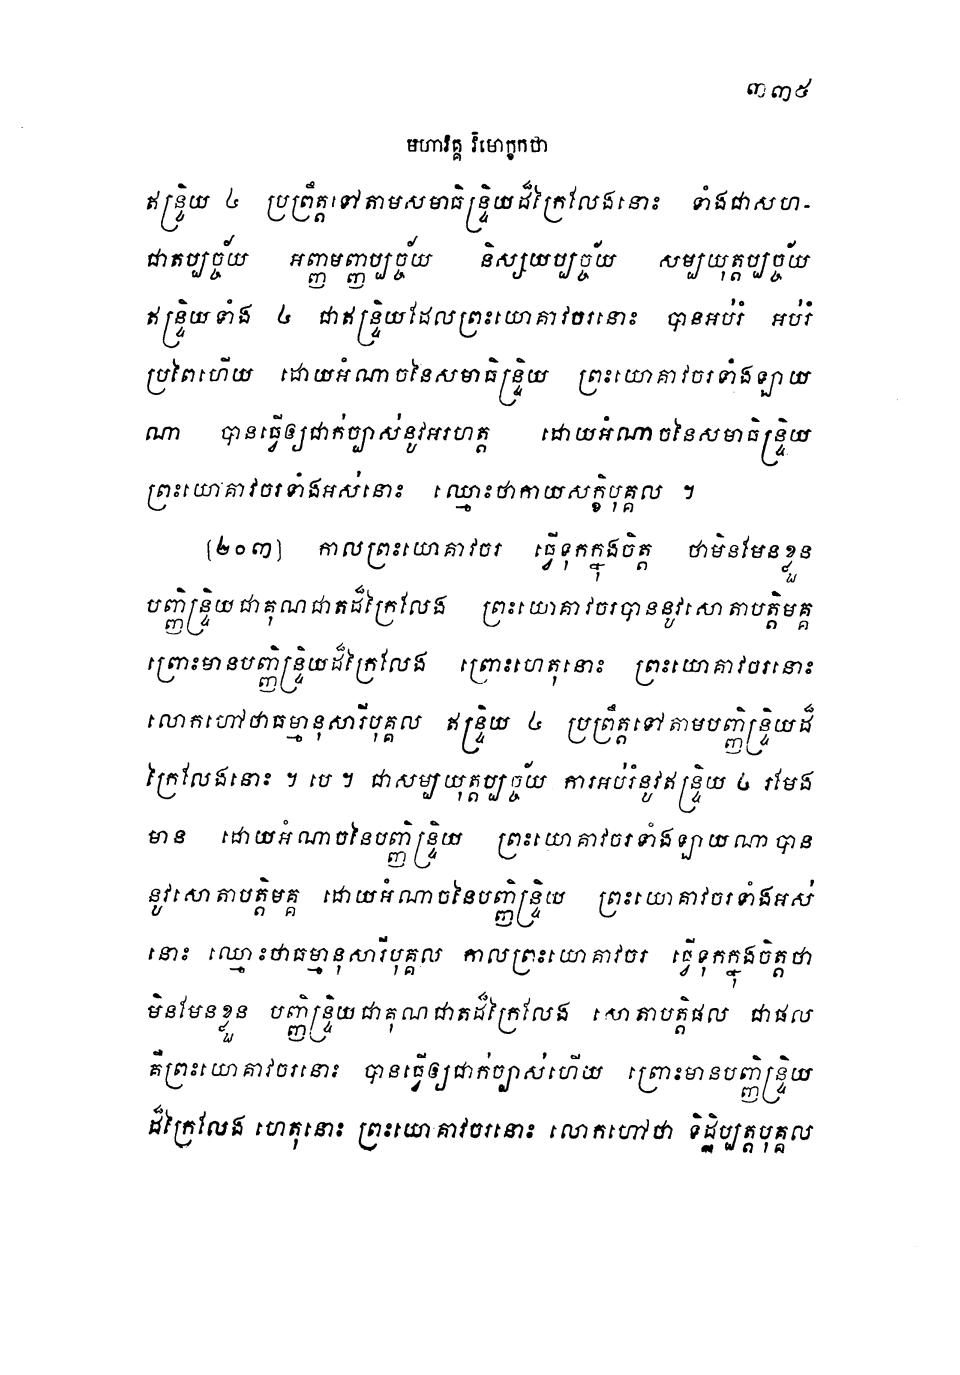 ៣៣៥
មហាវគ្គ វិមោក្ខកថា
ឥន្ទ្រិយ ៤ ប្រព្រឹត្តទៅតាមសមាធិន្ទ្រិយដ៏ក្រៃលែងនោះ ទាំងជាសហ-
ជាតប្បច្ច័យ អញ្ញមញ្ញប្បច្ច័យ និស្សយប្បច្ច័យ សម្បយុត្តប្បច្ច័យ
ឥន្ទ្រិយទាំង ៤ ជាឥន្ទ្រិយដែលព្រះយោគាវចរនោះ បានអប់រំ អប់រំ
ប្រពៃហើយ ដោយអំណាចនៃសមាធិន្ទ្រិយ ព្រះយោគាវចរទាំងឡាយ
ណា បានធ្វើឲ្យជាក់ច្បាស់នូវអរហត្ត ដោយអំណាចនៃសមាធិន្ទ្រិយ
ព្រះយោគាវចរទាំងអស់នោះ ឈ្មោះថាកាយសក្ខិបុគ្គល ។
(២០៣) កាលព្រះយោគាវចរ ធ្វើទុកក្នុងចិត្ត ថាមិនមែនខ្លួន
បញ្ញិន្ទ្រិយជាគុណជាតដ៏ក្រៃលែង ព្រះយោគាវចរបាននូវសោតាបត្តិមគ្គ
ព្រោះមានបញ្ញិន្ទ្រិយដ៏ក្រៃលែង ព្រោះហេតុនោះ ព្រះយោគាវចរនោះ
លោកហៅថាធម្មានុសារីបុគ្គល ឥន្ទ្រិយ ៤ ប្រព្រឹត្តទៅតាមបញ្ញិន្ទ្រិយដ៏
ក្រៃលែងនោះ ។ បេ ។ ជាសម្បយុត្តប្បច្ច័យ ការអប់រំនូវឥន្ទ្រិយ ៤ រមែង
មាន ដោយអំណាចនៃបញ្ញិន្ទ្រិយ ព្រះយោគាវចរទាំងឡាយណាបាន
នូវសោតាបត្តិមគ្គ ដោយអំណាចនៃបញ្ញិន្ទ្រិយ ព្រះយោគាវចរទាំងអស់
នោះ ឈ្មោះថាធម្មានុសារីបុគ្គល កាលព្រះយោគាវចរ ធ្វើទុកក្នុងចិត្តថា
មិនមែនខ្លួន បញ្ញិន្ទ្រិយជាគុណជាតដ៏ក្រៃលែង សោតាបត្តិផល ជាផល
គឺព្រះយោគាវចរនោះ បានធ្វើឲ្យជាក់ច្បាស់ហើយ ព្រោះមានបញ្ញិន្ទ្រិយ
ដ៏ក្រៃលែង ហេតុនោះ ព្រះយោគាវចរនោះ លោកហៅថា ទិដ្ឋិប្បត្តបុគ្គល